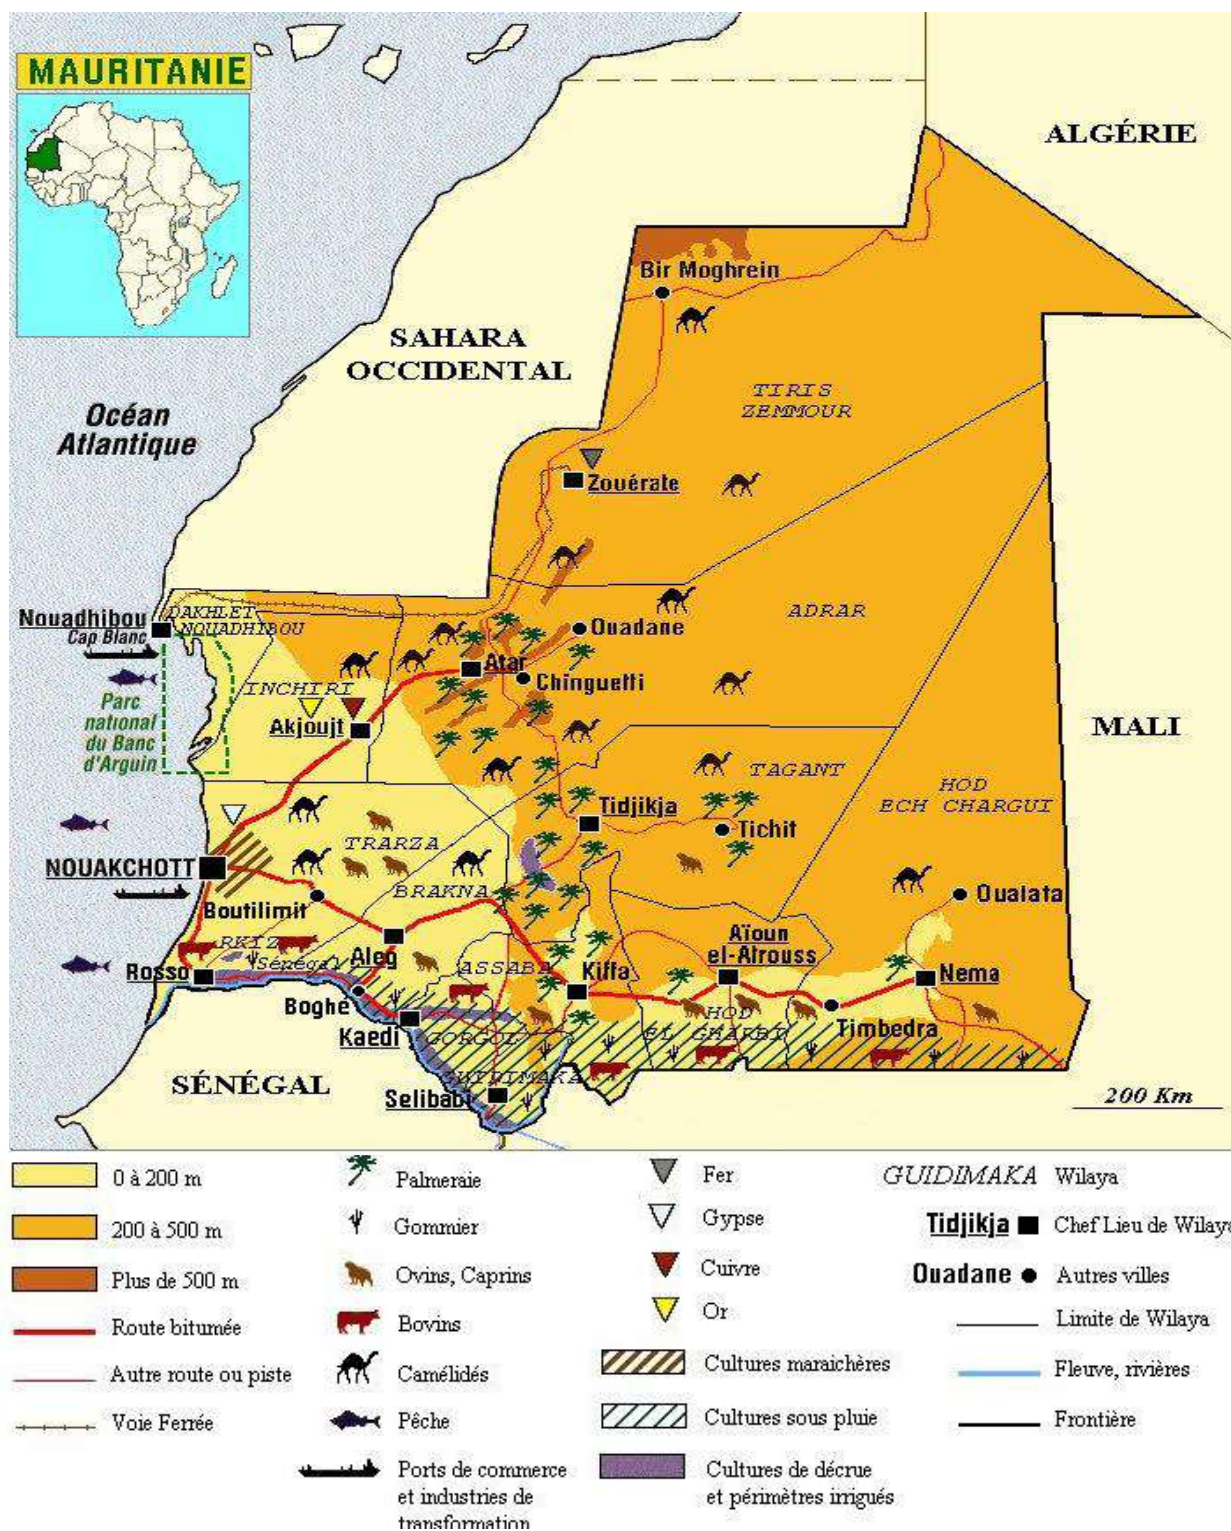 MAURITANIE
ALGÉRIE
Bir Moghrein
SAHARA
OCCIDENTAL
TIRIS
ZEMMOUR
Océan
Atlantique
Zouérate
Nouadhibou
Cap Blanc
DAKHLET
NOUADHIBOU
Ouadane
ADRAR
Atar
Chinguetti
INCHIRI
Parc
national
du Banc
d'Arguin
Akjoujt
MALI
TAGANT
HOD
ECH CHARGUI
Tidjikja
Tichit
TRARZA
NOUAKCHOTT
BRAKNA
Boutilimit
Oualata
Aïoun
el-Atrouss
RKIZ
Sénégal
Aleg
ASSABA
Kiffa
Rosso
Nema
Boghé
HOD
EL GHARBI
Timbedra
Kaedi
GORGOL
SÉNÉGAL
GUIDIMAKA
Selibabi
200 Km
0 à 200 m
200 à 500 m
Plus de 500 m
Route bitumée
Autre route ou piste
Voie Ferrée
Palmeraie
Gommier
Ovins, Caprins
Bovins
Camélidés
Pêche
Ports de commerce
et industries de
transformation
Fer
Gypse
Cuivre
Or
Cultures maraichères
Cultures sous pluie
Cultures de décrue
et périmètres irrigués
GUIDIMAKA Wilaya
Tidjikja Chef Lieu de Wilaya
Ouadane Autres villes
Limite de Wilaya
Fleuve, rivières
Frontière